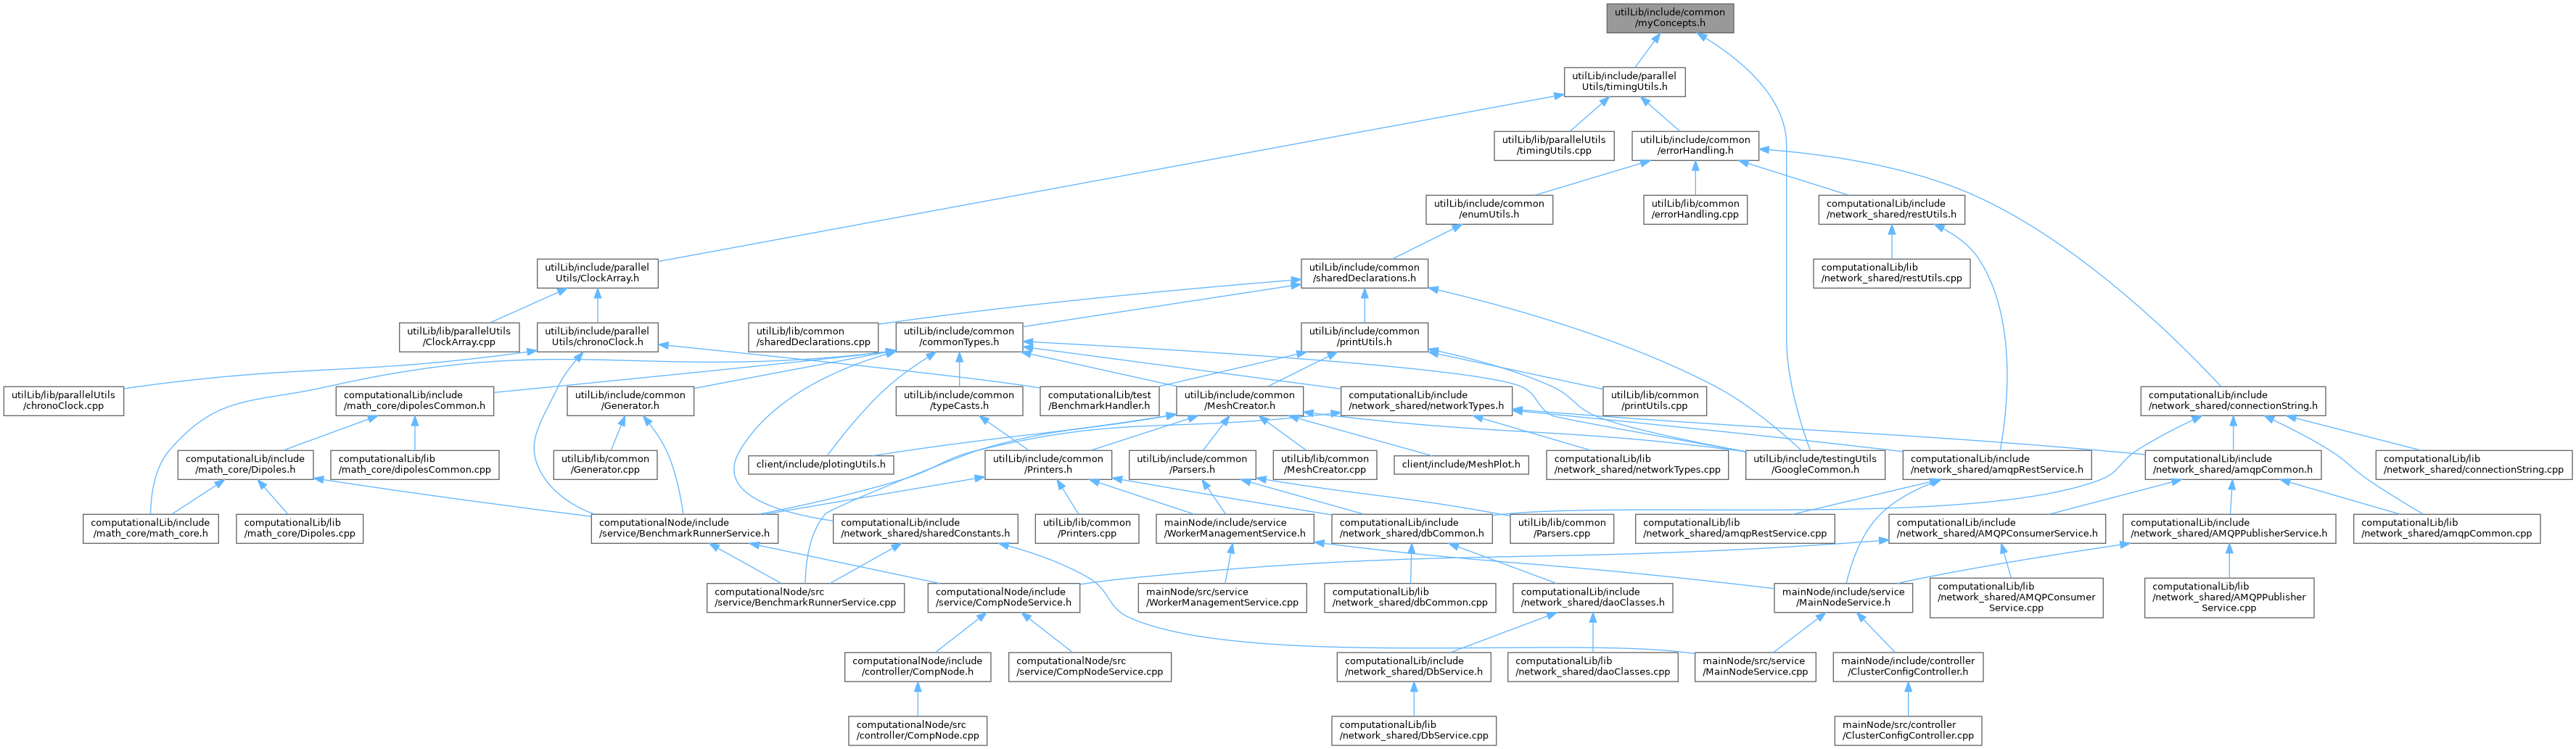 utilLib/include/common
/myConcepts.h
utilLib/include/parallel
Utils/timingUtils.h
utilLib/lib/parallelUtils
/timingUtils.cpp
utilLib/include/common
/errorHandling.h
utilLib/include/common
/enumUtils.h
utilLib/lib/common
/errorHandling.cpp
computationalLib/include
/network_shared/restUtils.h
utilLib/include/parallel
Utils/ClockArray.h
utilLib/include/common
/sharedDeclarations.h
computationalLib/lib
/network_shared/restUtils.cpp
utilLib/lib/parallelUtils
/ClockArray.cpp
utilLib/include/parallel
Utils/chronoClock.h
utilLib/lib/common
/sharedDeclarations.cpp
utilLib/include/common
/commonTypes.h
utilLib/include/common
/printUtils.h
utilLib/lib/parallelUtils
/chronoClock.cpp
computationalLib/include
/math_core/dipolesCommon.h
utilLib/include/common
/Generator.h
utilLib/include/common
/typeCasts.h
computationalLib/test
/BenchmarkHandler.h
utilLib/include/common
/MeshCreator.h
computationalLib/include
/network_shared/networkTypes.h
utilLib/lib/common
/printUtils.cpp
computationalLib/include
/network_shared/connectionString.h
computationalLib/include
/math_core/Dipoles.h
computationalLib/lib
/math_core/dipolesCommon.cpp
utilLib/lib/common
/Generator.cpp
client/include/plotingUtils.h
utilLib/include/common
/Printers.h
utilLib/include/common
/Parsers.h
utilLib/lib/common
/MeshCreator.cpp
client/include/MeshPlot.h
computationalLib/lib
/network_shared/networkTypes.cpp
utilLib/include/testingUtils
/GoogleCommon.h
computationalLib/include
/network_shared/amqpRestService.h
computationalLib/include
/network_shared/amqpCommon.h
computationalLib/lib
/network_shared/connectionString.cpp
computationalLib/include
/math_core/math_core.h
computationalLib/lib
/math_core/Dipoles.cpp
computationalNode/include
/service/BenchmarkRunnerService.h
computationalLib/include
/network_shared/sharedConstants.h
utilLib/lib/common
/Printers.cpp
mainNode/include/service
/WorkerManagementService.h
computationalLib/include
/network_shared/dbCommon.h
utilLib/lib/common
/Parsers.cpp
computationalLib/lib
/network_shared/amqpRestService.cpp
computationalLib/include
/network_shared/AMQPConsumerService.h
computationalLib/include
/network_shared/AMQPPublisherService.h
computationalLib/lib
/network_shared/amqpCommon.cpp
computationalNode/src
/service/BenchmarkRunnerService.cpp
computationalNode/include
/service/CompNodeService.h
mainNode/src/service
/WorkerManagementService.cpp
computationalLib/lib
/network_shared/dbCommon.cpp
computationalLib/include
/network_shared/daoClasses.h
mainNode/include/service
/MainNodeService.h
computationalLib/lib
/network_shared/AMQPConsumer
Service.cpp
computationalLib/lib
/network_shared/AMQPPublisher
Service.cpp
computationalNode/include
/controller/CompNode.h
computationalNode/src
/service/CompNodeService.cpp
computationalLib/include
/network_shared/DbService.h
computationalLib/lib
/network_shared/daoClasses.cpp
mainNode/src/service
/MainNodeService.cpp
mainNode/include/controller
/ClusterConfigController.h
computationalNode/src
/controller/CompNode.cpp
computationalLib/lib
/network_shared/DbService.cpp
mainNode/src/controller
/ClusterConfigController.cpp